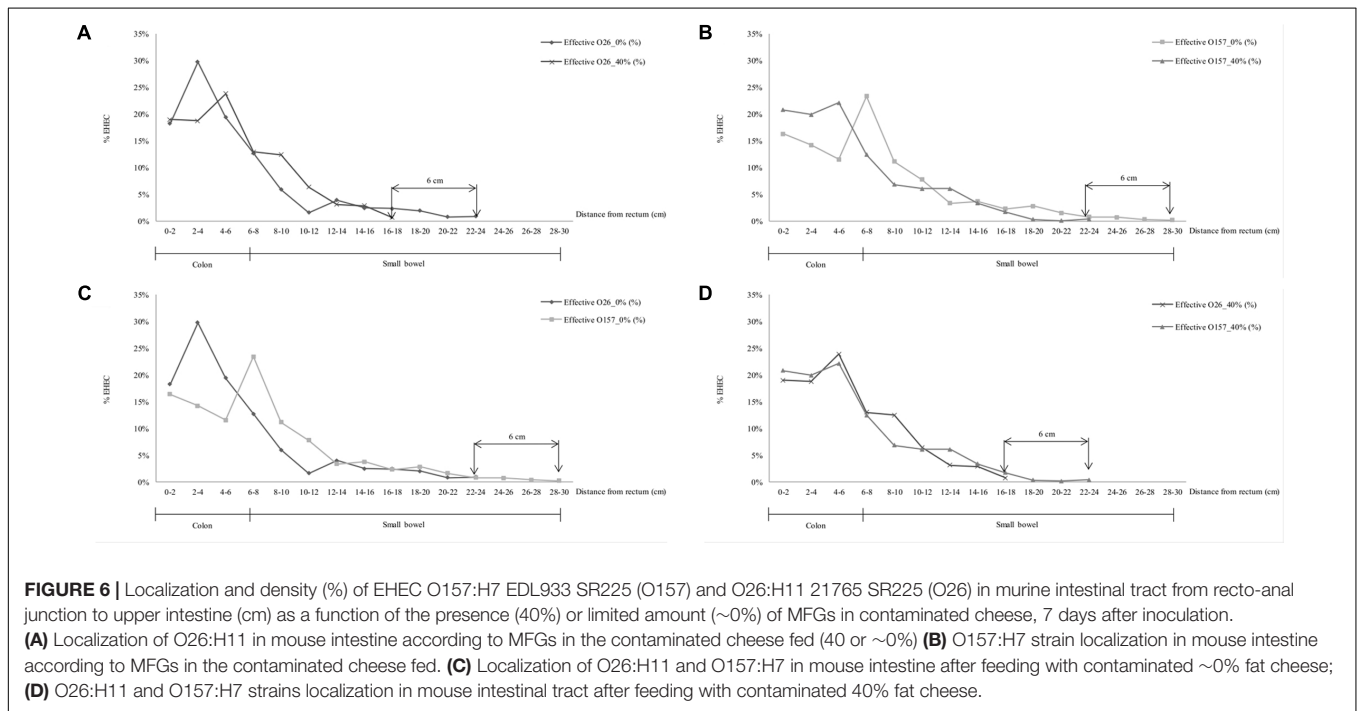 A
35%
30%
25%
20%
15%
10%
5%
0%
% EHEC
Effective O26_0% (%)
Effective O26_40% (%)
6 cm
Distance from rectum (cm)
0-2 2-4 4-6 6-8 8-10 10-12 12-14 14-16 16-18 18-20 20-22 22-24 24-26 26-28 28-30
Colon Small bowel
B
35%
30%
25%
20%
15%
10%
5%
0%
% EHEC
Effective O157_0% (%)
Effective O157_40% (%)
6 cm
Distance from rectum (cm)
0-2 2-4 4-6 6-8 8-10 10-12 12-14 14-16 16-18 18-20 20-22 22-24 24-26 26-28 28-30
Colon Small bowel
C
35%
30%
25%
20%
15%
10%
5%
0%
% EHEC
Effective O26_0% (%)
Effective O157_0% (%)
6 cm
Distance from rectum (cm)
0-2 2-4 4-6 6-8 8-10 10-12 12-14 14-16 16-18 18-20 20-22 22-24 24-26 26-28 28-30
Colon Small bowel
D
35%
30%
25%
20%
15%
10%
5%
0%
% EHEC
Effective O26_40% (%)
Effective O157_40% (%)
6 cm
Distance from rectum (cm)
0-2 2-4 4-6 6-8 8-10 10-12 12-14 14-16 16-18 18-20 20-22 22-24 24-26 26-28 28-30
Colon Small bowel
FIGURE 6 | Localization and density (%) of EHEC O157:H7 EDL933 SR225 (O157) and O26:H11 21765 SR225 (O26) in murine intestinal tract from recto-anal
junction to upper intestine (cm) as a function of the presence (40%) or limited amount (~0%) of MFGs in contaminated cheese, 7 days after inoculation.
(A) Localization of O26:H11 in mouse intestine according to MFGs in the contaminated cheese fed (40 or ~0%) (B) O157:H7 strain localization in mouse intestine
according to MFGs in the contaminated cheese fed. (C) Localization of O26:H11 and O157:H7 in mouse intestine after feeding with contaminated ~0% fat cheese;
(D) O26:H11 and O157:H7 strains localization in mouse intestinal tract after feeding with contaminated 40% fat cheese.